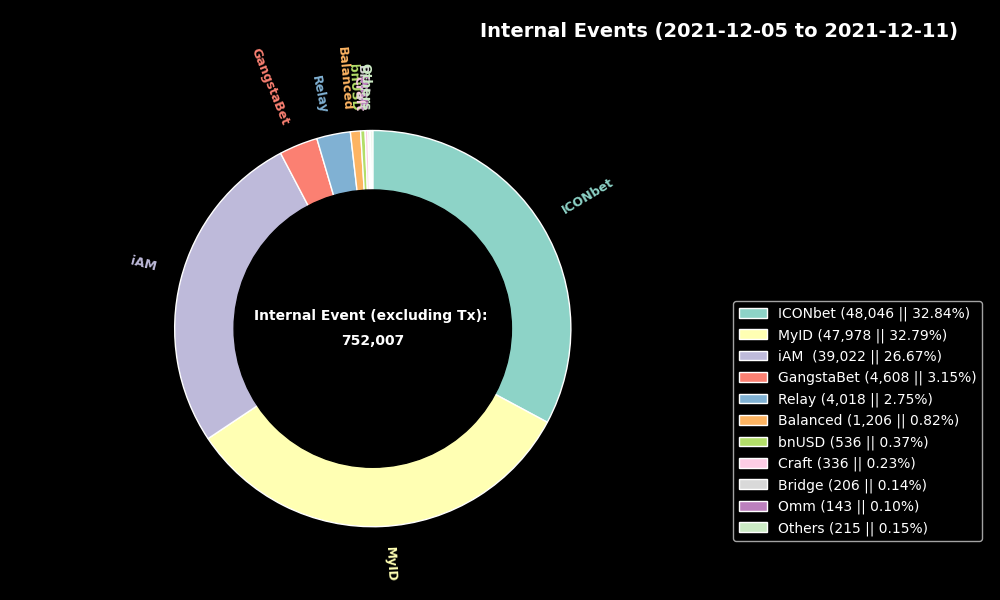 Internal Events (2021-12-05 to 2021-12-11)
GangstaBet
Relay
Balanced
bnUSD
Others
ICONbet
iAM
MyID
Internal Event (excluding Tx):
752,007
ICONbet (48,046 || 32.84%)
MyID (47,978 || 32.79%)
iAM  (39,022 || 26.67%)
GangstaBet (4,608 || 3.15%)
Relay (4,018 || 2.75%)
Balanced (1,206 || 0.82%)
bnUSD (536 || 0.37%)
Craft (336 || 0.23%)
Bridge (206 || 0.14%)
Omm (143 || 0.10%)
Others (215 || 0.15%)